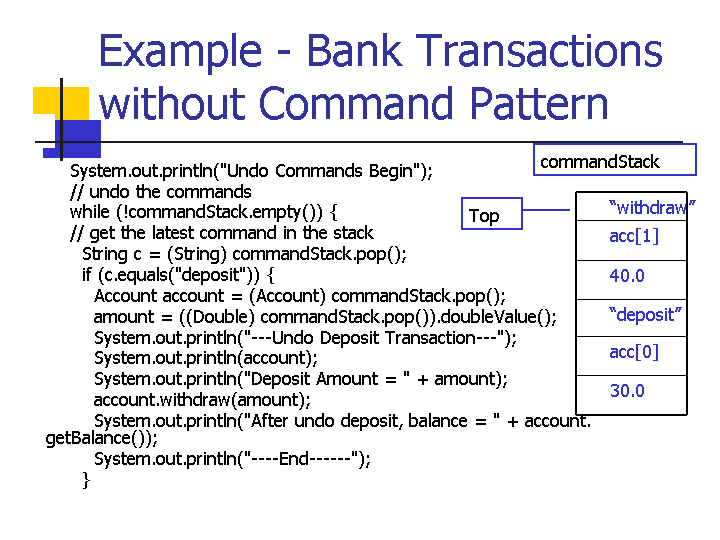 Example - Bank Transactions
without Command Pattern
System.out.println("Undo Commands Begin");
// undo the commands
while (!commandStack.empty()) {
// get the latest command in the stack
String c = (String) commandStack.pop();
if (c.equals("deposit")) {
Account account = (Account) commandStack.pop();
amount = ((Double) commandStack.pop()).doubleValue();
System.out.println("---Undo Deposit Transaction---");
System.out.println(account);
System.out.println("Deposit Amount = " + amount);
account.withdraw(amount);
System.out.println("After undo deposit, balance = " + account.
getBalance());
System.out.println("----End------");
}
commandStack
Top
“withdraw”
acc[1]
40.0
“deposit”
acc[0]
30.0